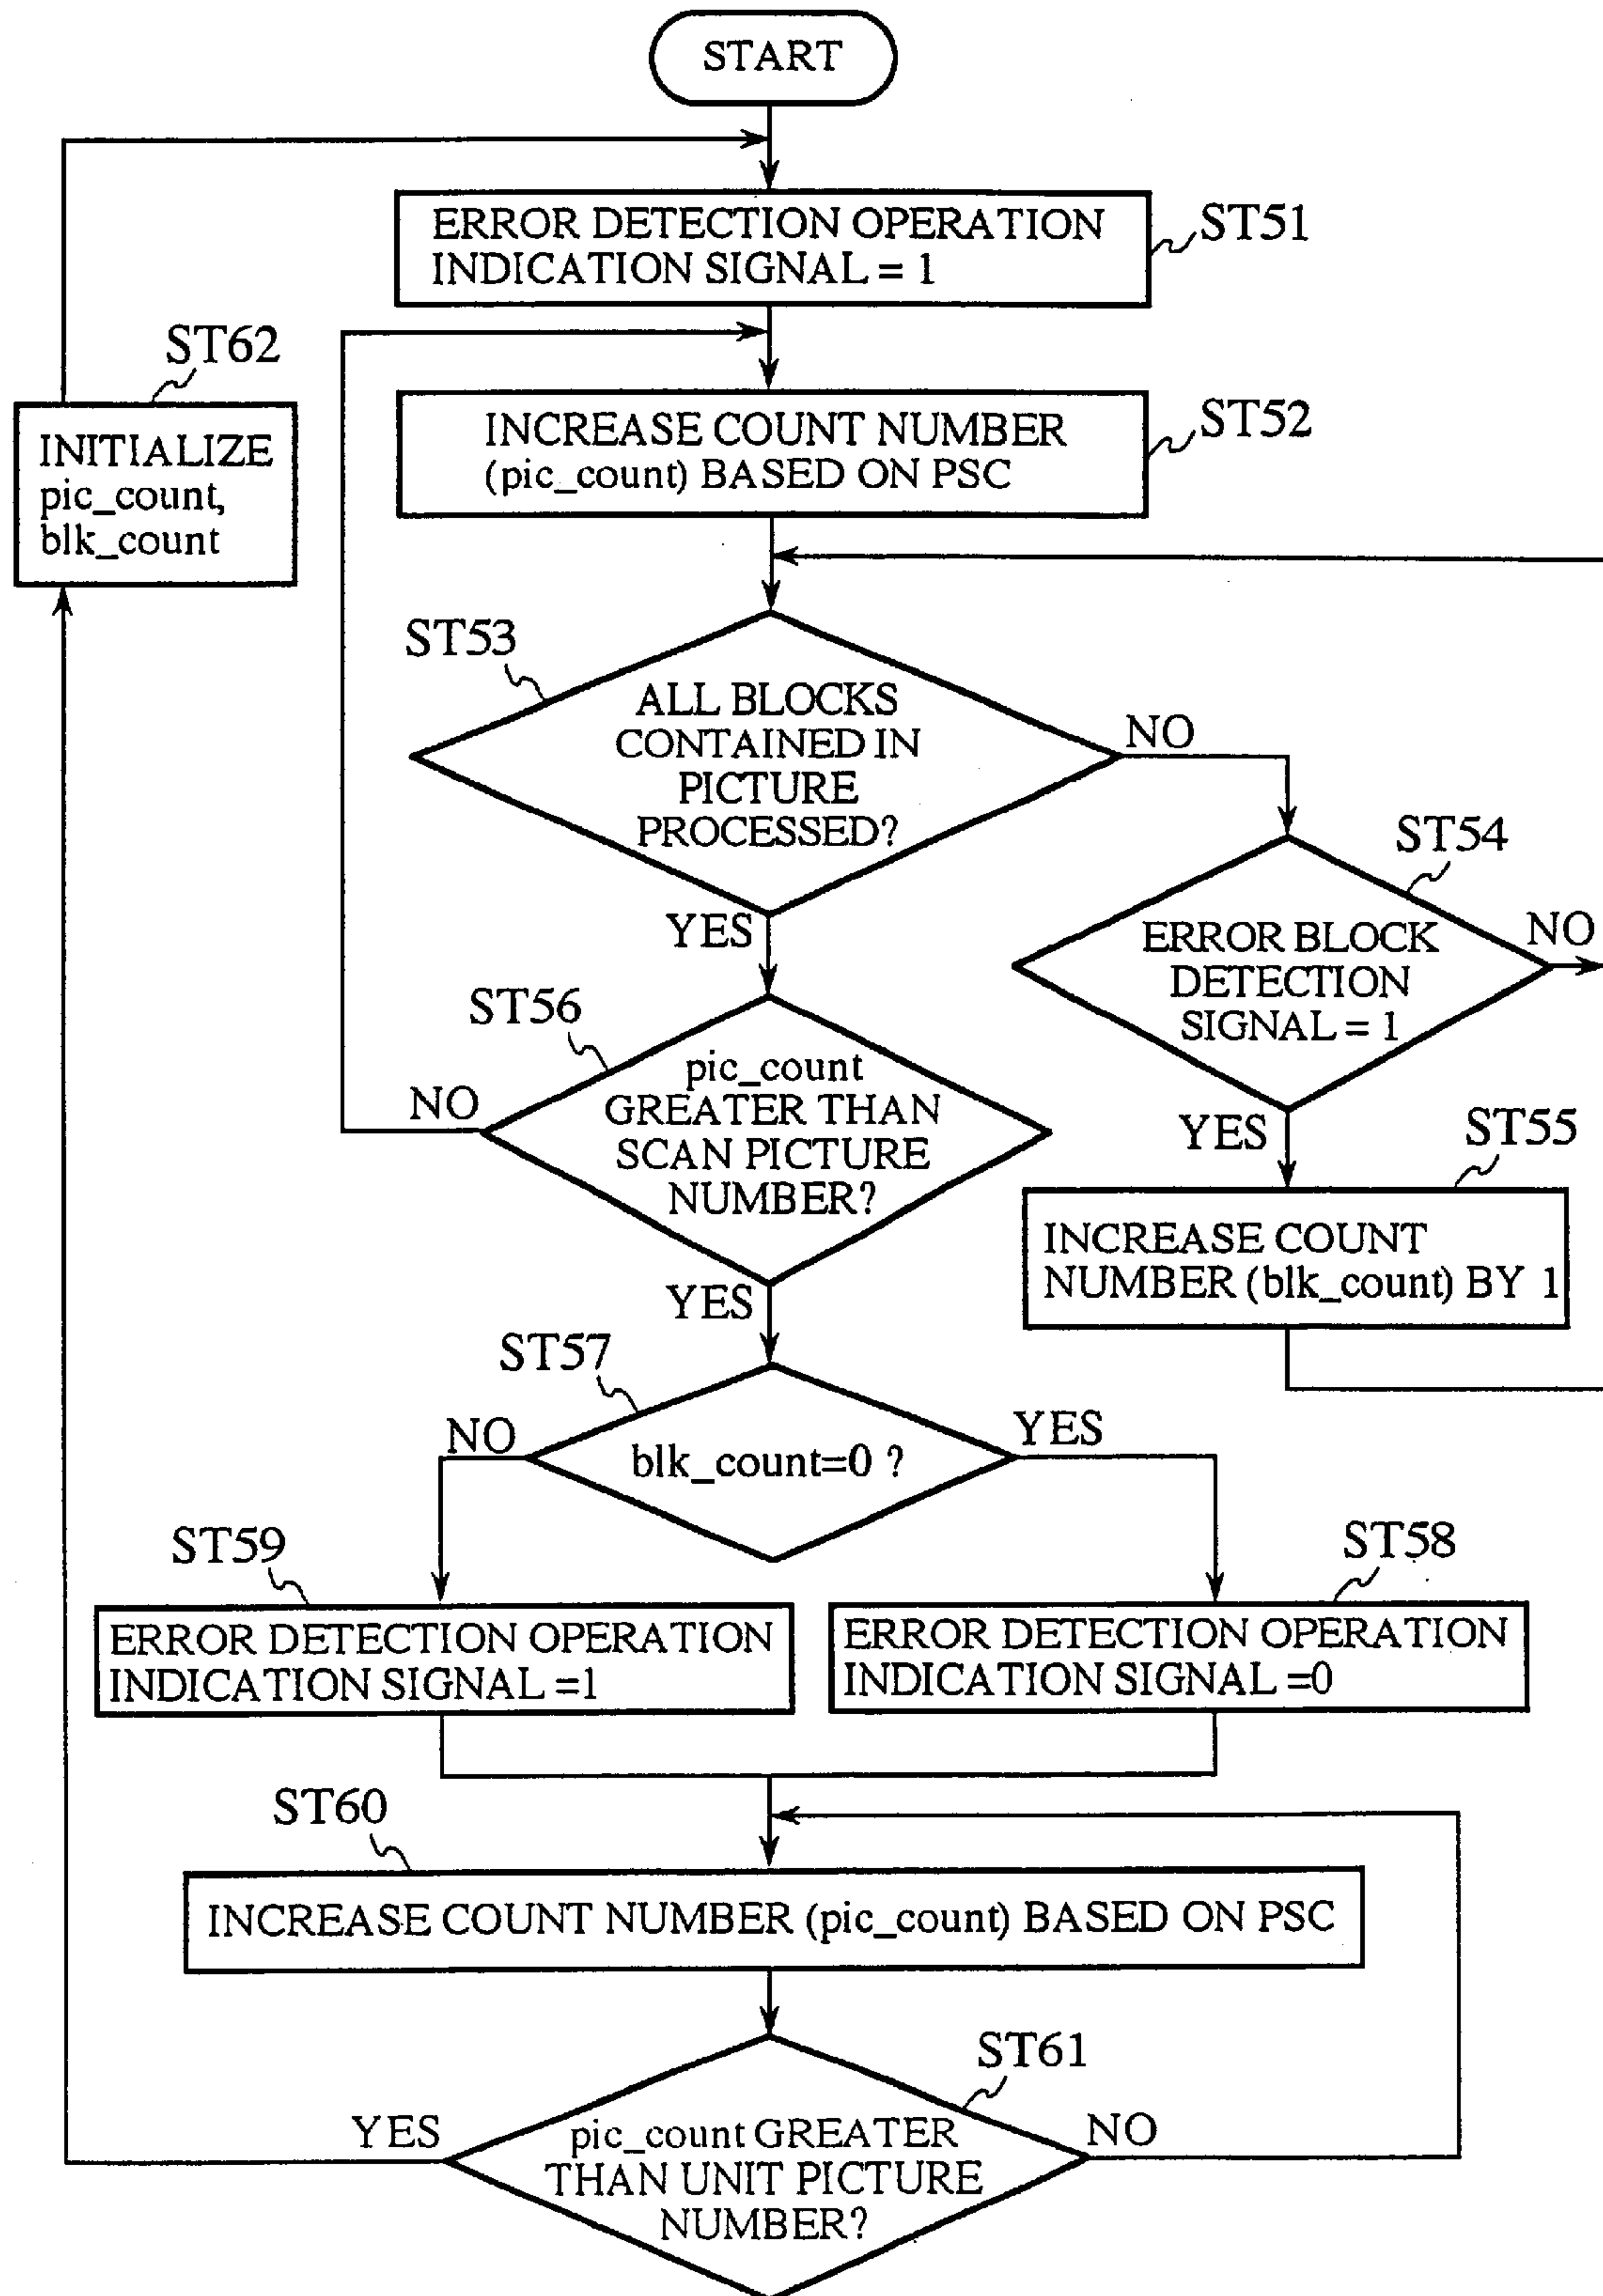 START
ERROR DETECTION OPERATION
INDICATION SIGNAL = 1
ST51
ST62
INITIALIZE
pic_count,
blk_count
INCREASE COUNT NUMBER
(pic_count) BASED ON PSC
ST52
ST53
ALL BLOCKS
CONTAINED IN
PICTURE
PROCESSED?
NO
YES
ST54
ERROR BLOCK
DETECTION
SIGNAL = 1
NO
YES
ST55
INCREASE COUNT
NUMBER (blk_count) BY 1
ST56
pic_count
GREATER THAN
SCAN PICTURE
NUMBER?
NO
YES
ST57
blk_count=0 ?
NO
YES
ST59
ERROR DETECTION OPERATION
INDICATION SIGNAL =1
ST58
ERROR DETECTION OPERATION
INDICATION SIGNAL =0
ST60
INCREASE COUNT NUMBER (pic_count) BASED ON PSC
ST61
pic_count GREATER
THAN UNIT PICTURE
NUMBER?
YES
NO